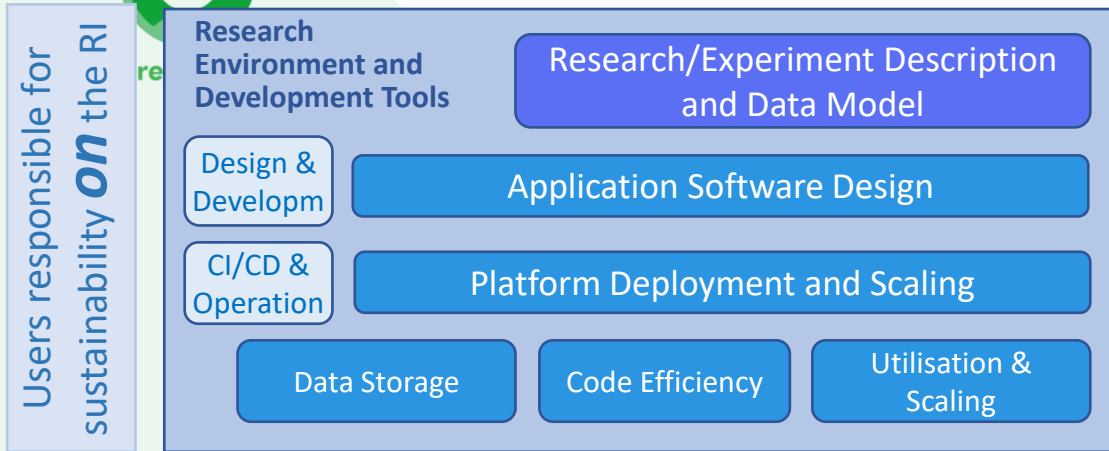 Users responsible for
sustainability on the RI
re
Research
Environment and
Development Tools
Research/Experiment Description
and Data Model
Design &
Developm
Application Software Design
CI/CD &
Operation
Platform Deployment and Scaling
Data Storage
Code Efficiency
Utilisation &
Scaling